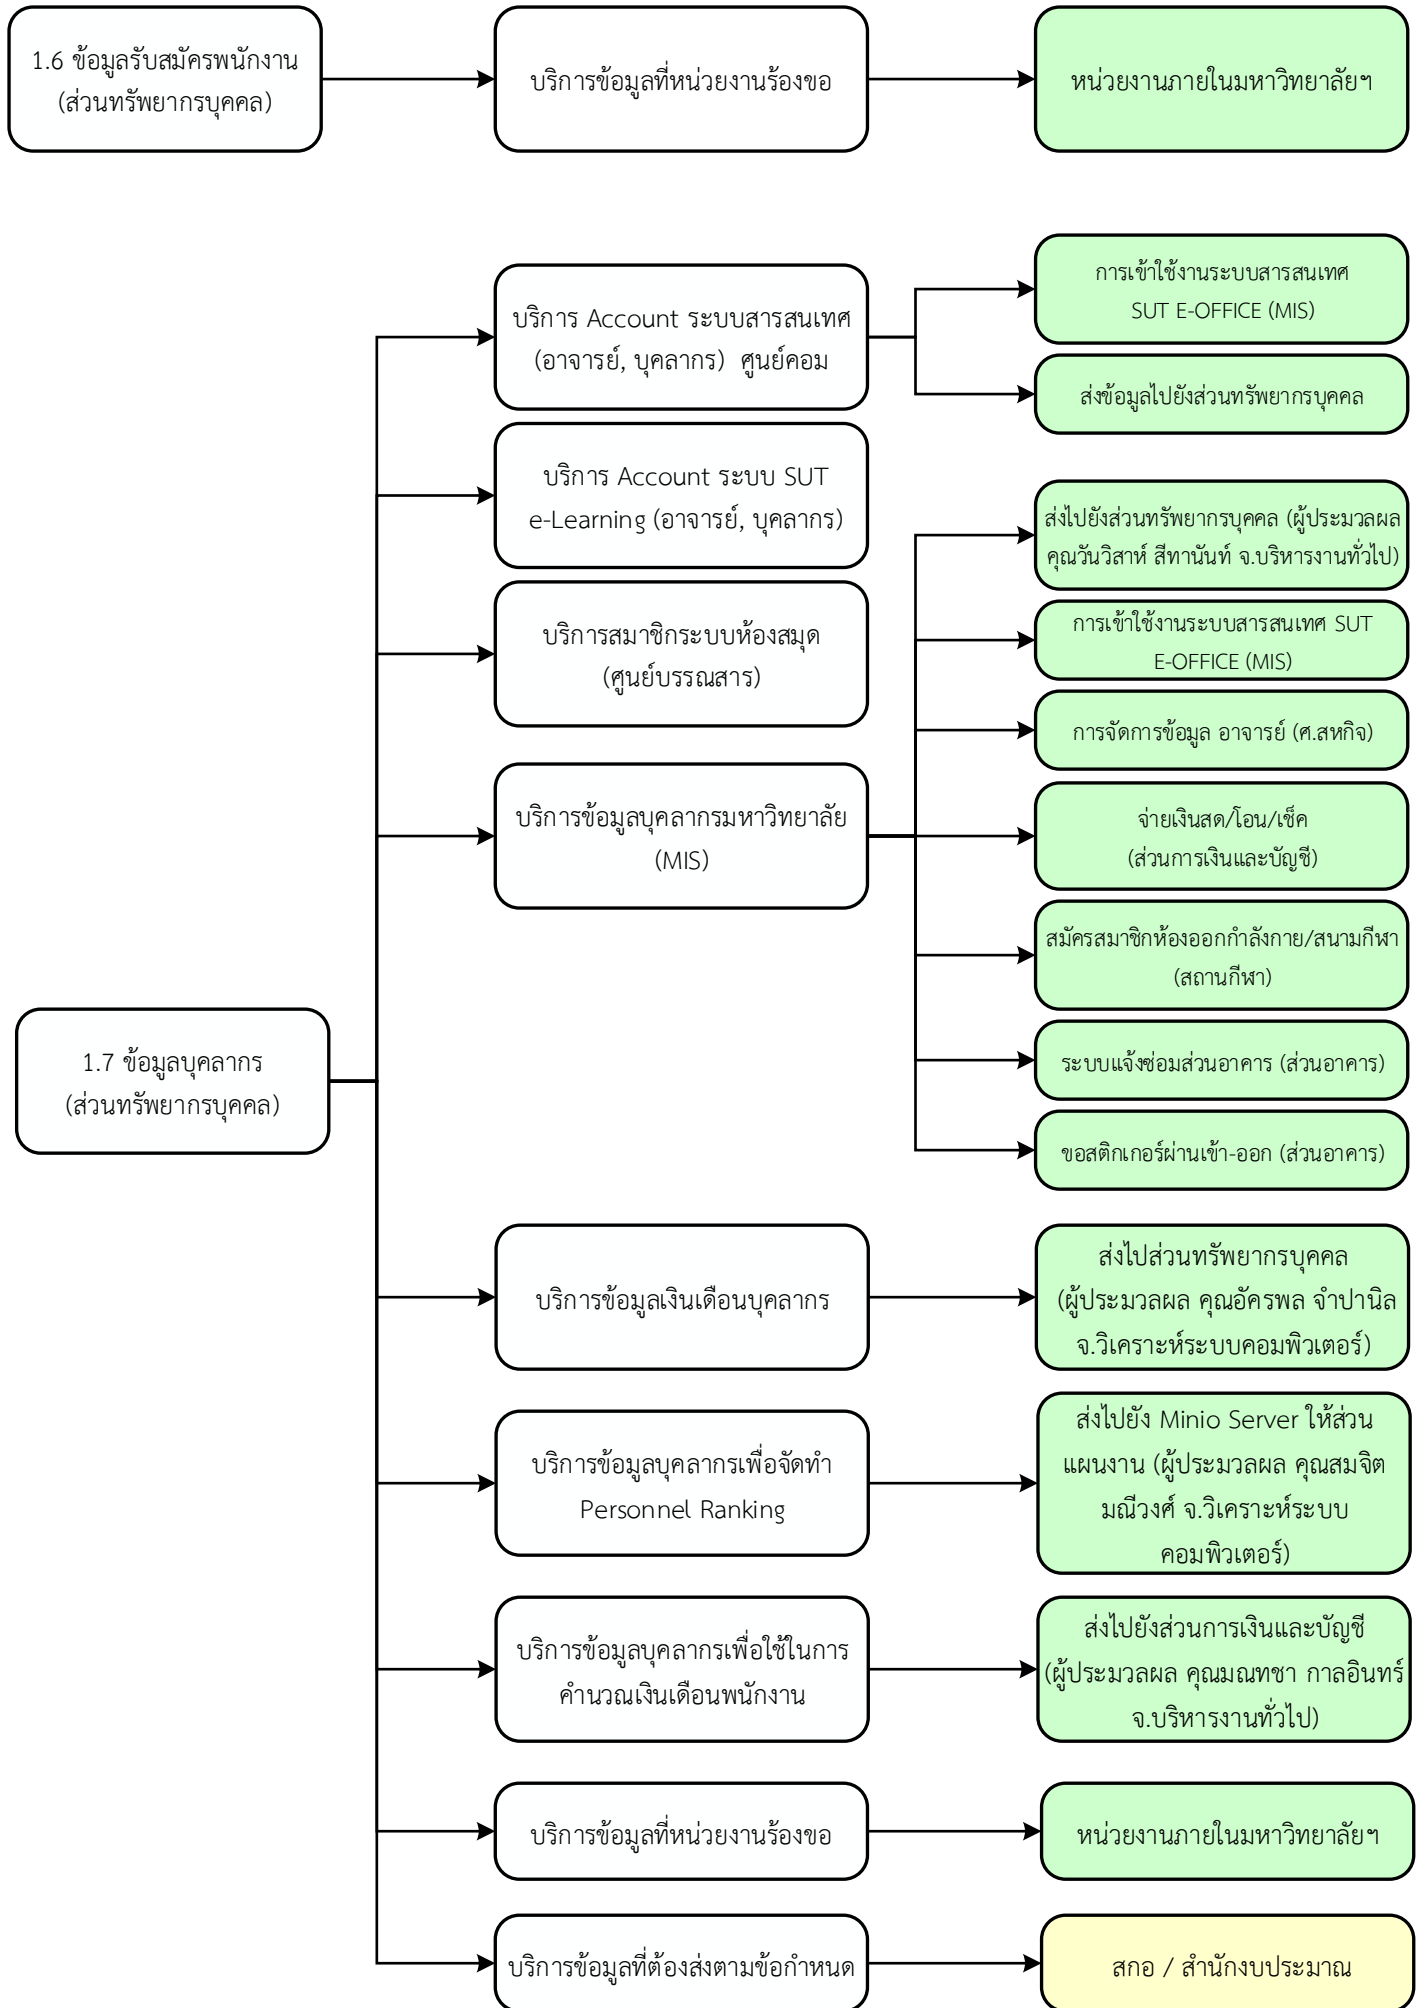 1.6 ข้อมูลรับสมัครพนักงาน
(ส่วนทรัพยากรบุคคล)
บริการข้อมูลที่หน่วยงานร้องขอ
หน่วยงานภายในมหาวิทยาลัยฯ
บริการ Account ระบบสารสนเทศ
(อาจารย์, บุคลากร) ศูนย์คอม
การเข้าใช้งานระบบสารสนเทศ
SUT E-OFFICE (MIS)
ส่งข้อมูลไปยังส่วนทรัพยากรบุคคล
บริการ Account ระบบ SUT
e-Learning (อาจารย์, บุคลากร)
บริการสมาชิกระบบห้องสมุด
(ศูนย์บรรณสาร)
บริการข้อมูลบุคลากรมหาวิทยาลัย
(MIS)
ส่งไปยังส่วนทรัพยากรบุคคล (ผู้ประมวลผล
คุณวันวิสาห์ สีทานันท์ จ.บริหารงานทั่วไป)
การเข้าใช้งานระบบสารสนเทศ SUT
E-OFFICE (MIS)
การจัดการข้อมูล อาจารย์ (ศ.สหกิจ)
จ่ายเงินสด/โอน/เช็ค
(ส่วนการเงินและบัญชี)
สมัครสมาชิกห้องออกกำลังกาย/สนามกีฬา
(สถานกีฬา)
ระบบแจ้งซ่อมส่วนอาคาร (ส่วนอาคาร)
ขอสติกเกอร์ผ่านเข้า-ออก (ส่วนอาคาร)
1.7 ข้อมูลบุคลากร
(ส่วนทรัพยากรบุคคล)
บริการข้อมูลเงินเดือนบุคลากร
ส่งไปส่วนทรัพยากรบุคคล
(ผู้ประมวลผล คุณอัครพล จำปานิล
จ.วิเคราะห์ระบบคอมพิวเตอร์)
บริการข้อมูลบุคลากรเพื่อจัดทำ
Personnel Ranking
ส่งไปยัง Minio Server ให้ส่วน
แผนงาน (ผู้ประมวลผล คุณสมจิต
มณีวงศ์ จ.วิเคราะห์ระบบ
คอมพิวเตอร์)
บริการข้อมูลบุคลากรเพื่อใช้ในการ
คำนวณเงินเดือนพนักงาน
ส่งไปยังส่วนการเงินและบัญชี
(ผู้ประมวลผล คุณมณฑชา กาลอินทร์
จ.บริหารงานทั่วไป)
บริการข้อมูลที่หน่วยงานร้องขอ
หน่วยงานภายในมหาวิทยาลัยฯ
บริการข้อมูลที่ต้องส่งตามข้อกำหนด
สกอ / สำนักงบประมาณ